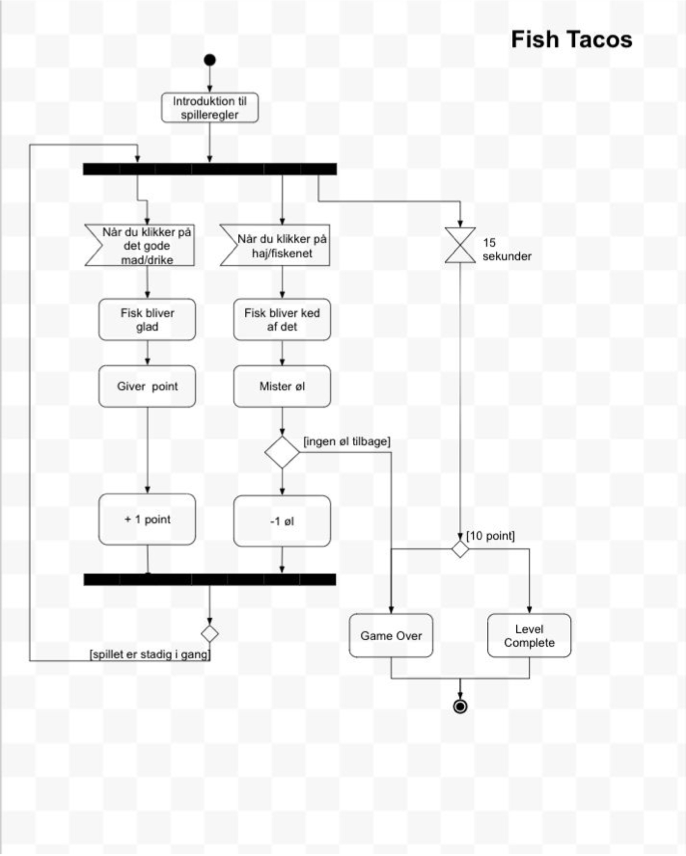 Fish Tacos
Introduktion til
spilleregler
Når du klikker på
det gode
mad/drike
Når du klikker på
haj/fiskenet
15
sekunder
Fisk bliver
glad
Fisk bliver ked
af det
Giver point
Mister øl
[ingen øl tilbage]
+ 1 point
-1 øl
[10 point]
Game Over
Level
Complete
[spillet er stadig i gang]